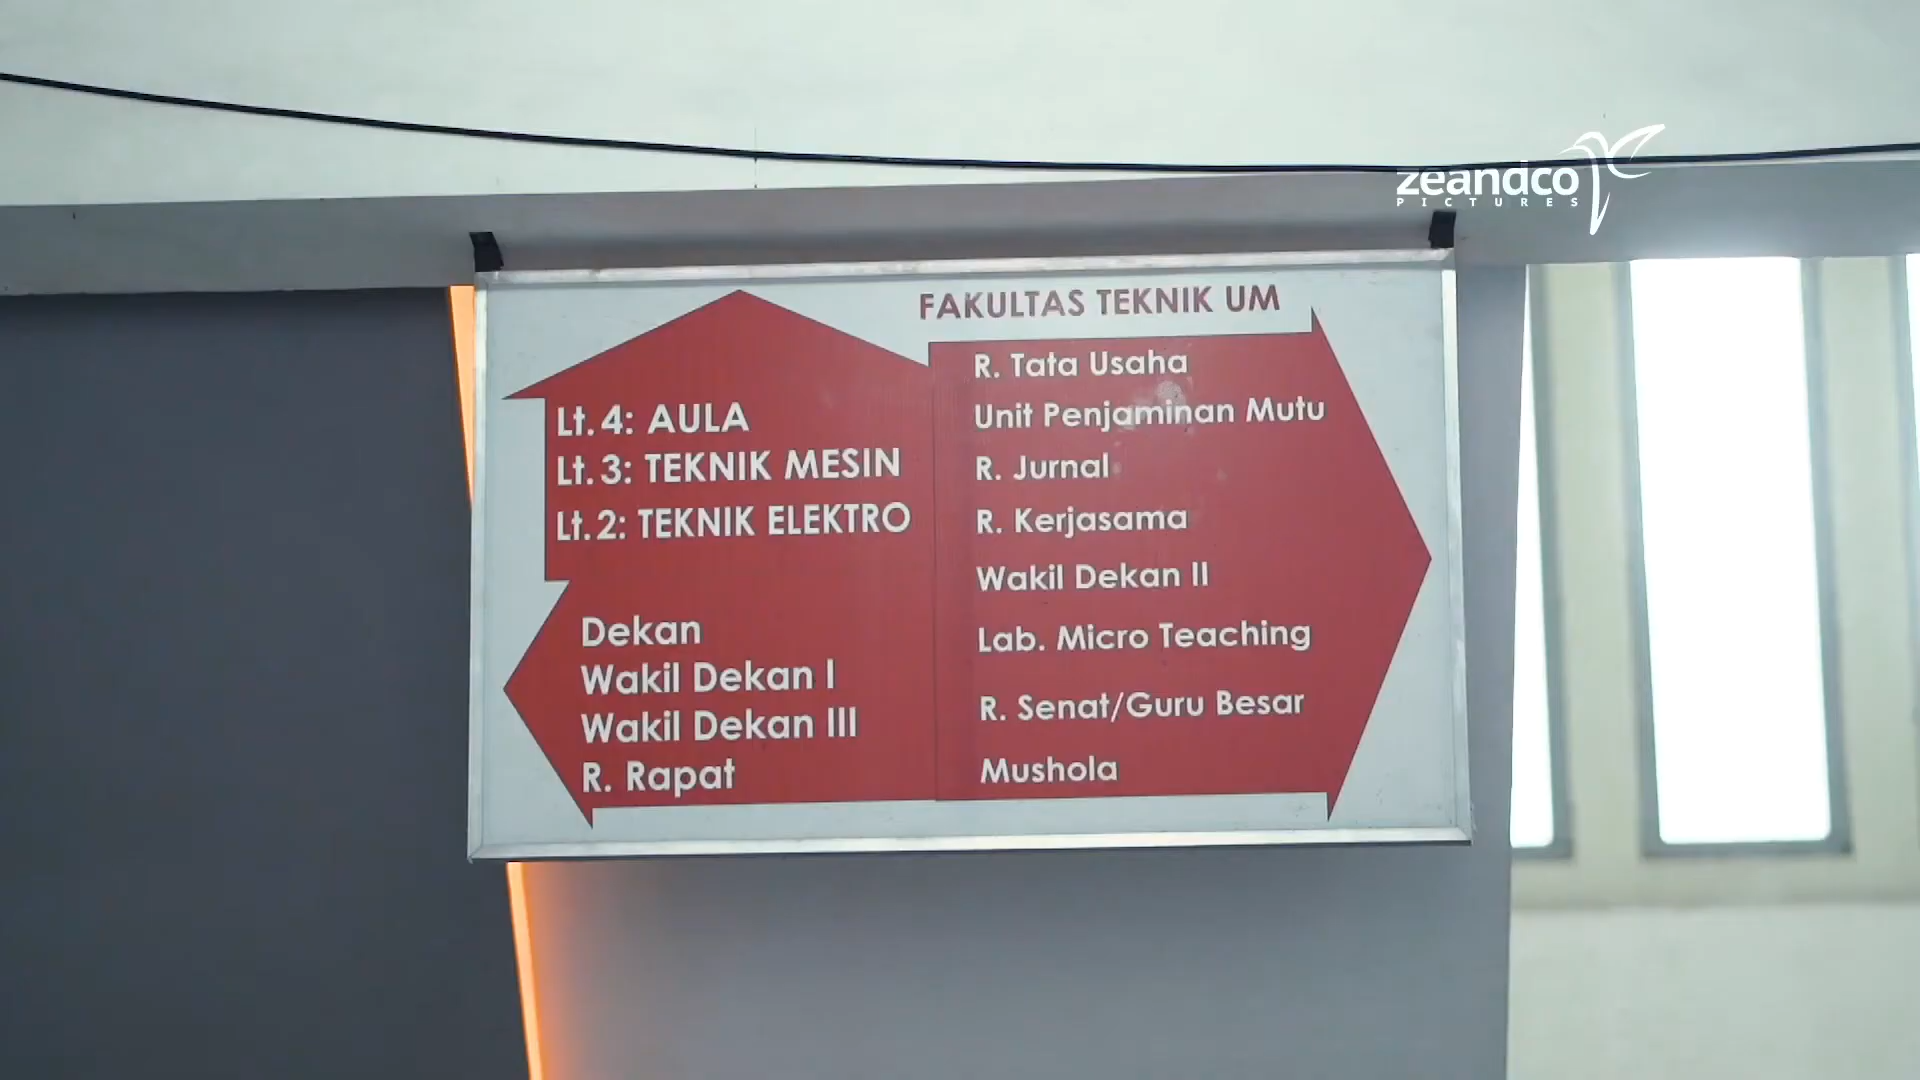 zeandco
PICTURES
FAKULTAS TEKNIK UM
Lt. 4: AULA
Lt. 3: TEKNIK MESIN
Lt. 2: TEKNIK ELEKTRO
Dekan
Wakil Dekan I
Wakil Dekan III
R. Rapat
R. Tata Usaha
Unit Penjaminan Mutu
R. Jurnal
R. Kerjasama
Wakil Dekan II
Lab. Micro Teaching
R. Senat/Guru Besar
Mushola